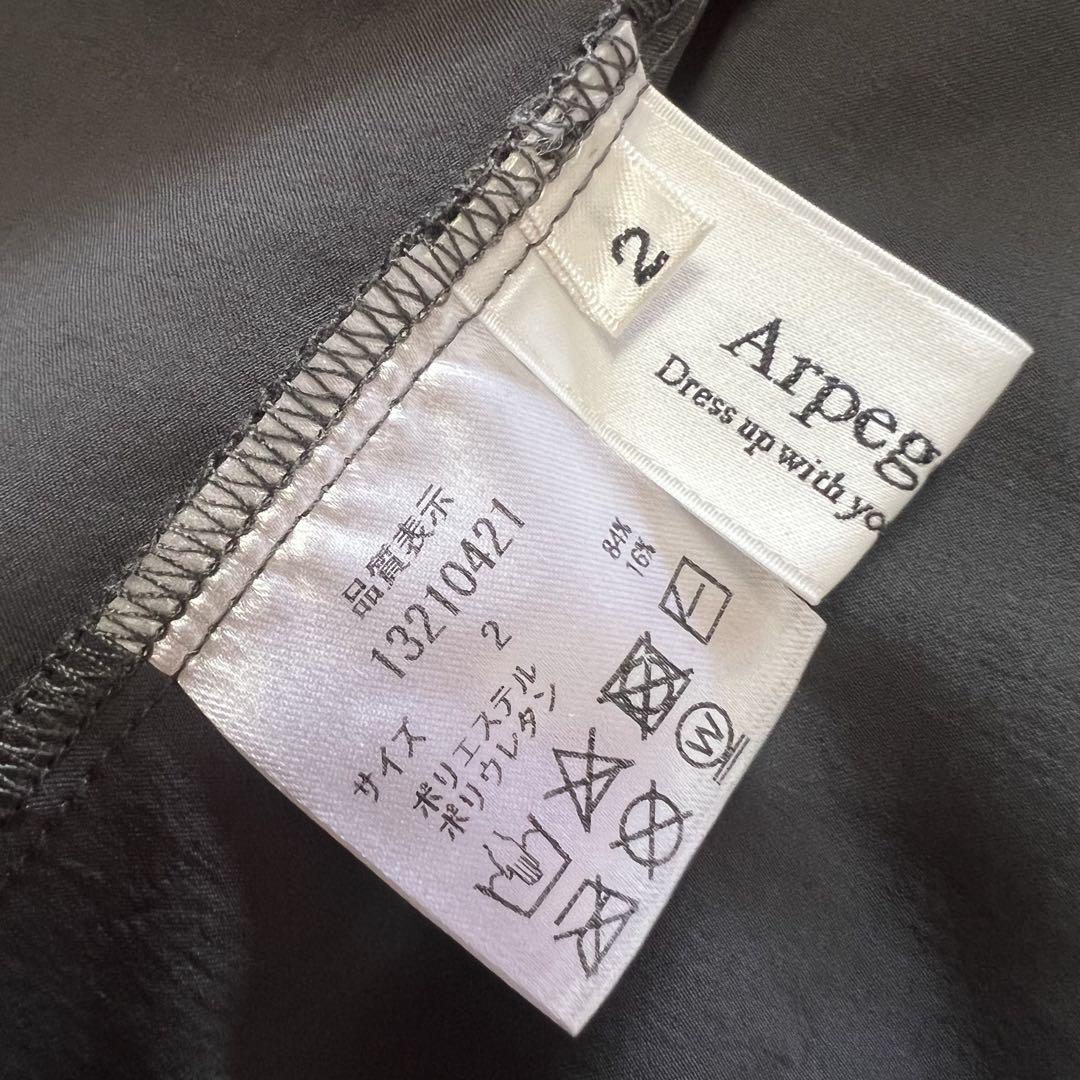 2
Arpeg
Dress up with yo
品質表示
13210421
サイズ 2
ポリエステル 84%
ポリウレタン 16%
W